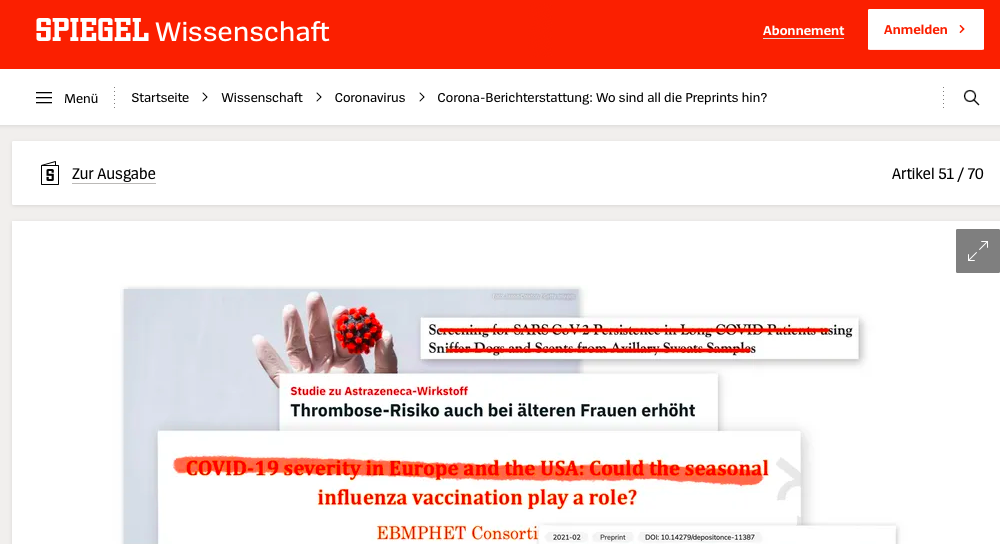 SPIEGEL Wissenschaft
Abonnement
Anmelden
Menü
Startseite
Wissenschaft
Coronavirus
Corona-Berichterstattung: Wo sind all die Preprints hin?
Zur Ausgabe
Artikel 51 / 70
Screening for SARS-CoV-2 Persistence in Long COVID Patients using
Sniffer Dogs and Scents from Axillary Sweats Samples
Studie zu Astrazeneca-Wirkstoff
Thrombose-Risiko auch bei älteren Frauen erhöht
COVID-19 severity in Europe and the USA: Could the seasonal
influenza vaccination play a role?
EBMPHET Consorti
2021-02 Preprint DOI: 10.14279/depositonce-11387